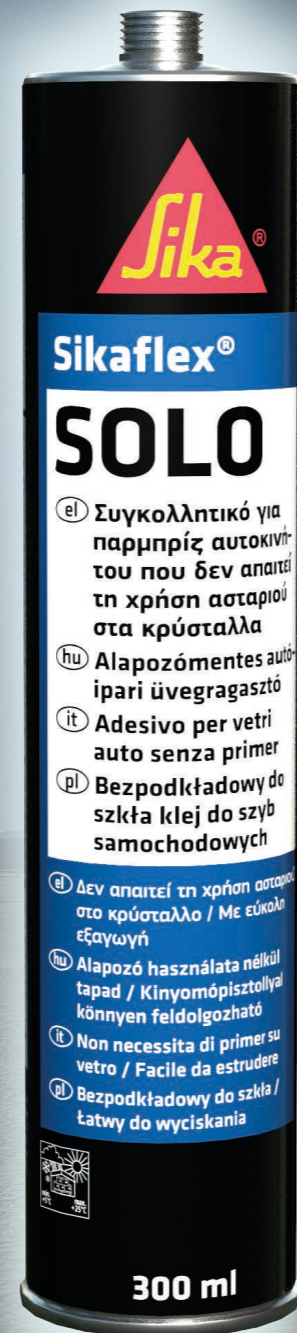 Sika®
Sikaflex®
SOLO
el Συγκολλητικό για
παρμπρίζ αυτοκινή-
του που δεν απαιτεί
τη χρήση ασταριού
στα κρύσταλλα
hu Alapozómentes autó-
ipari üvegragasztó
it Adesivo per vetri
auto senza primer
pl Bezpodkładowy do
szkła klej do szyb
samochodowych
el Δεν απαιτεί τη χρήση ασταριού
στο κρύσταλλο / Με εύκολη
εξαγωγή
hu Alapozó használata nélkül
tapad / Kinyomópisztollyal
könnyen feldolgozható
it Non necessita di primer su
vetro / Facile da estrudere
pl Bezpodkładowy do szkła /
Łatwy do wyciskania
min. max.
+5°C +25°C
300 ml